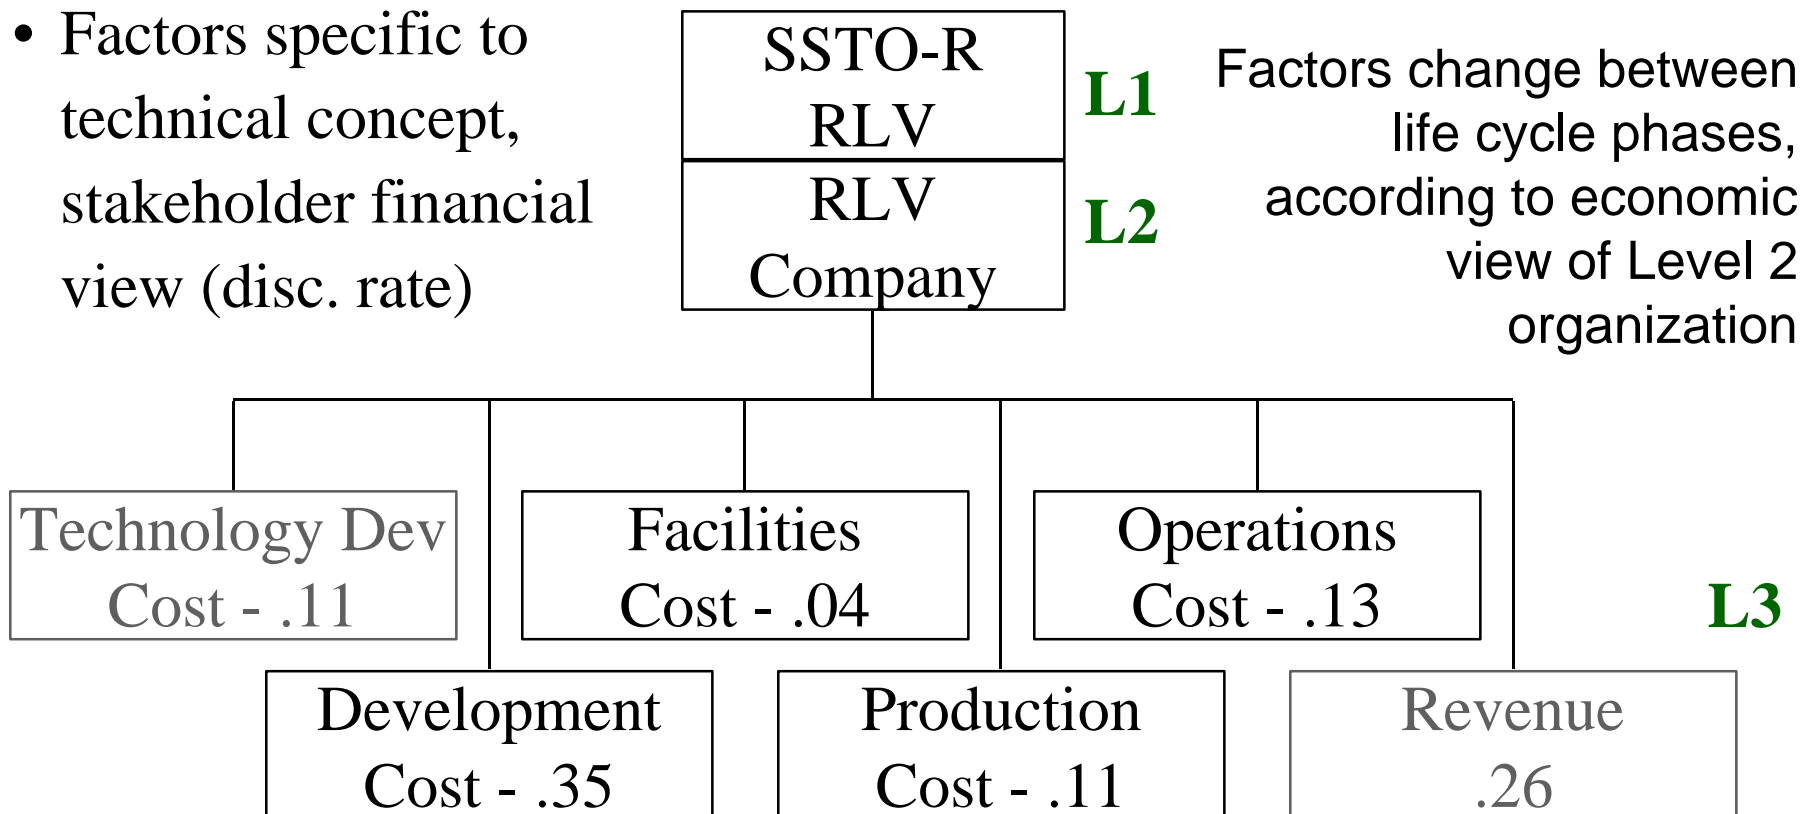 • Factors specific to
technical concept,
stakeholder financial
view (disc. rate)
SSTO-R
RLV
L1
RLV
Company
L2
Factors change between
life cycle phases,
according to economic
view of Level 2
organization
Technology Dev
Cost - .11
Facilities
Cost - .04
Operations
Cost - .13
L3
Development
Cost - .35
Production
Cost - .11
Revenue
.26